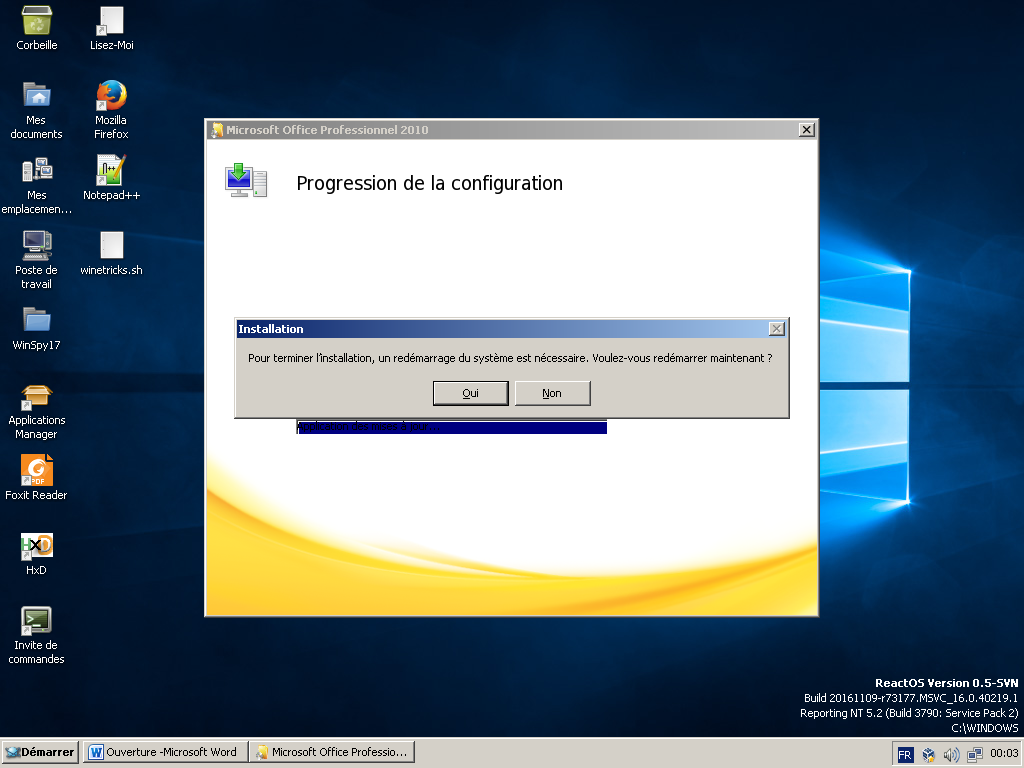 Corbeille
Lisez-Moi
Mes
documents
Mozilla
Firefox
Mes
emplacemen...
Notepad++
Poste de
travail
winetricks.sh
WinSpy17
Applications
Manager
Foxit Reader
HxD
Invite de
commandes
Microsoft Office Professionnel 2010
Progression de la configuration
Installation
Pour terminer l'installation, un redémarrage du système est nécessaire. Voulez-vous redémarrer maintenant ?
Oui
Non
ReactOS Version 0.5-SVN
Build 20161109-r73177.MSVC_16.0.40219.1
Reporting NT 5.2 (Build 3790: Service Pack 2)
C:\WINDOWS
Démarrer
Ouverture -Microsoft Word
Microsoft Office Professio...
FR
00:03